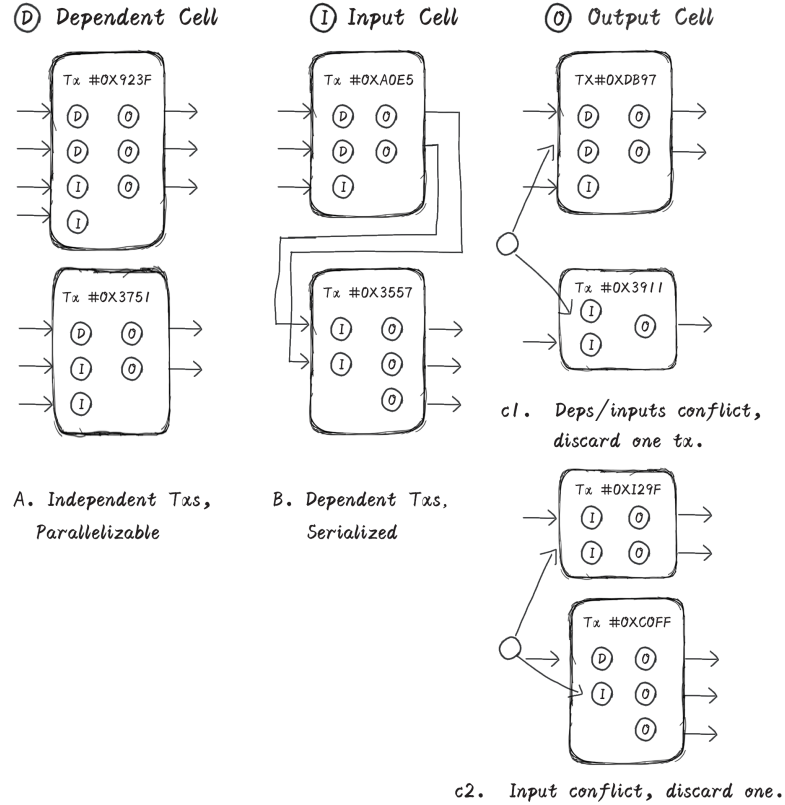 D Dependent Cell
I Input Cell
O Output Cell
Tx #0X923F
D O
D O
I O
I
Tx #0X3751
D O
I O
I
A. Independent Txs,
Parallelizable
Tx #0XA0E5
D O
D O
I
Tx #0X3557
I O
I O
O
B. Dependent Txs,
Serialized
TX#0XDB97
D O
D O
I
Tx #0X3911
I
O
I
c1. Deps/inputs conflict,
discard one tx.
Tx #0X129F
I O
I O
Tx #0XC0FF
D O
I O
O
c2. Input conflict, discard one.